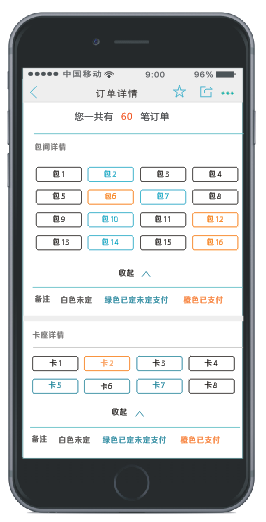 中国移动 9:00 96%
订单详情
您一共有 60 笔订单
包间详情
包1 包2 包3 包4
包5 包6 包7 包8
包9 包10 包11 包12
包13 包14 包15 包16
收起
备注 白色未定 绿色已定未定支付 橙色已支付
卡座详情
卡1 卡2 卡3 卡4
卡5 卡6 卡7 卡8
收起
备注 白色未定 绿色已定未定支付 橙色已支付